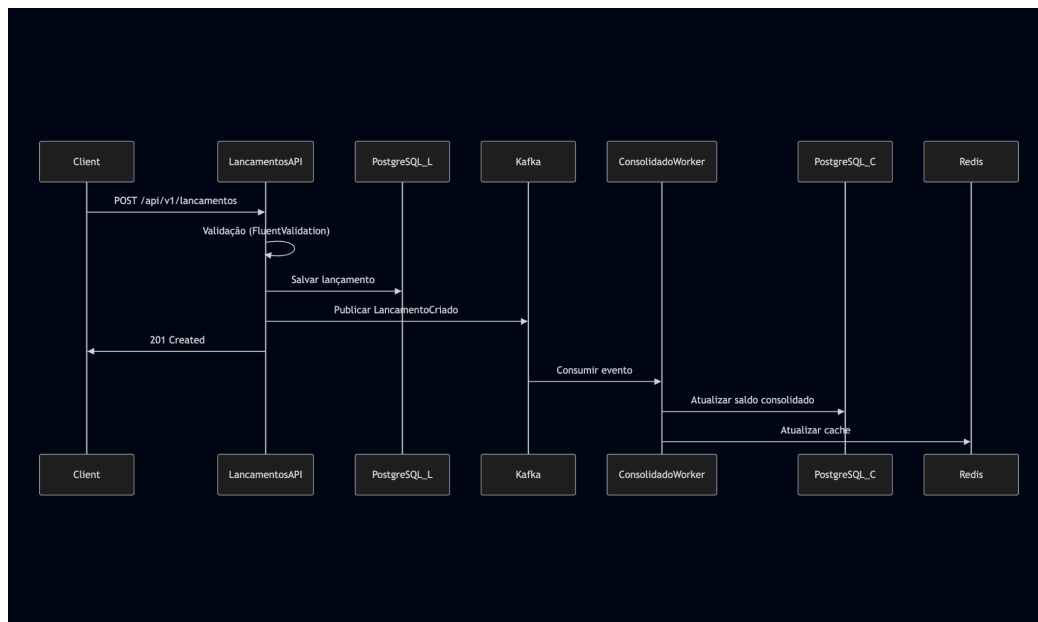 Client
LancamentosAPI
PostgreSQL_L
Kafka
ConsolidadoWorker
PostgreSQL_C
Redis
POST /api/v1/lancamentos
Validação (FluentValidation)
Salvar lançamento
Publicar LancamentoCriado
201 Created
Consumir evento
Atualizar saldo consolidado
Atualizar cache
Client
LancamentosAPI
PostgreSQL_L
Kafka
ConsolidadoWorker
PostgreSQL_C
Redis